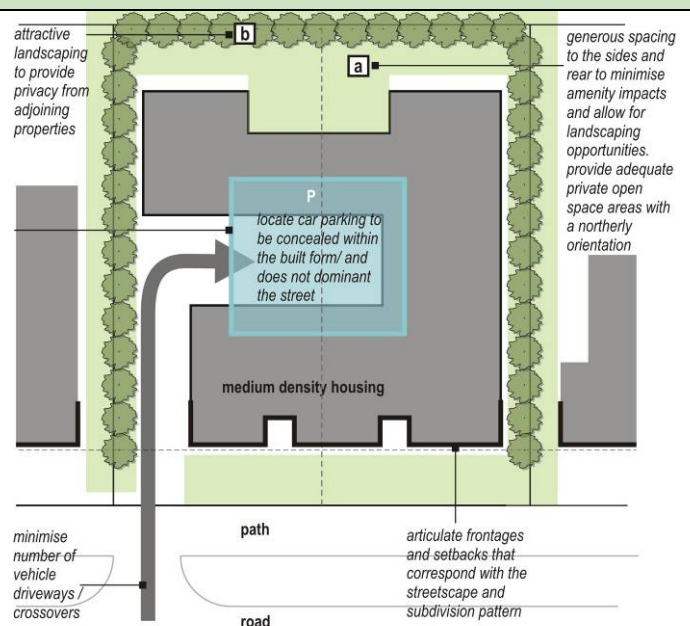 attractive
landscaping
to provide
privacy from
adjoining
properties
b
a
generous spacing
to the sides and
rear to minimise
amenity impacts
and allow for
landscaping
opportunities.
provide adequate
private open
space areas with
a northerly
orientation
P
locate car parking to
be concealed within
the built form/ and
does not dominant
the street
medium density housing
minimise
number of
vehicle
driveways /
crossovers
path
articulate frontages
and setbacks that
correspond with the
streetscape and
subdivision pattern
road